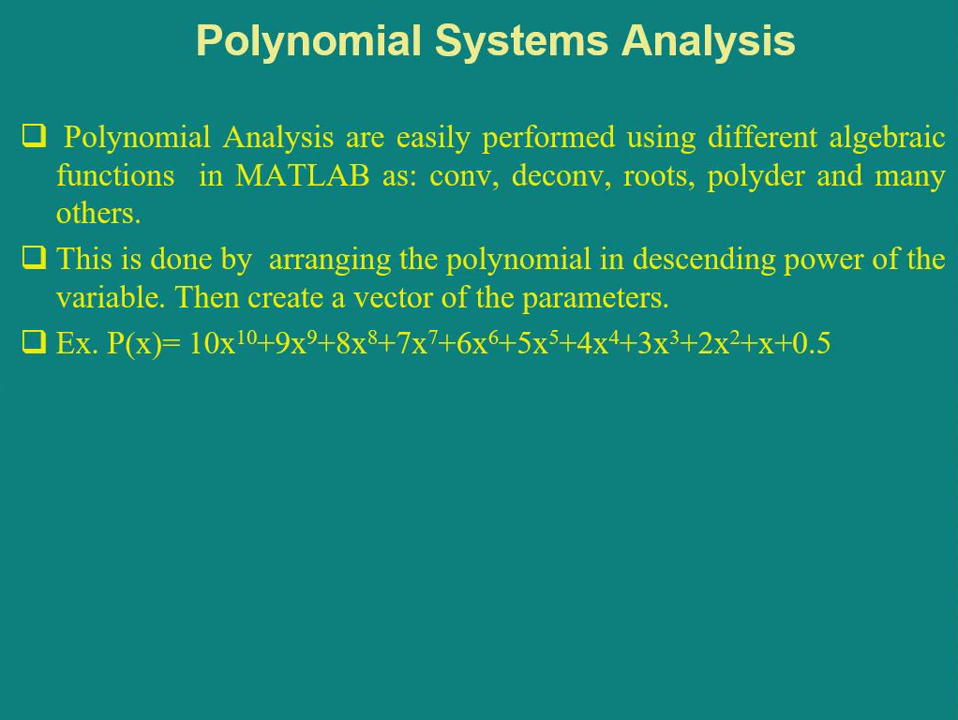 Polynomial Systems Analysis
❑ Polynomial Analysis are easily performed using different algebraic
functions in MATLAB as: conv, deconv, roots, polyder and many
others.
❑ This is done by arranging the polynomial in descending power of the
variable. Then create a vector of the parameters.
❑ Ex. P(x)= 10x¹⁰+9x⁹+8x⁸+7x⁷+6x⁶+5x⁵+4x⁴+3x³+2x²+x+0.5